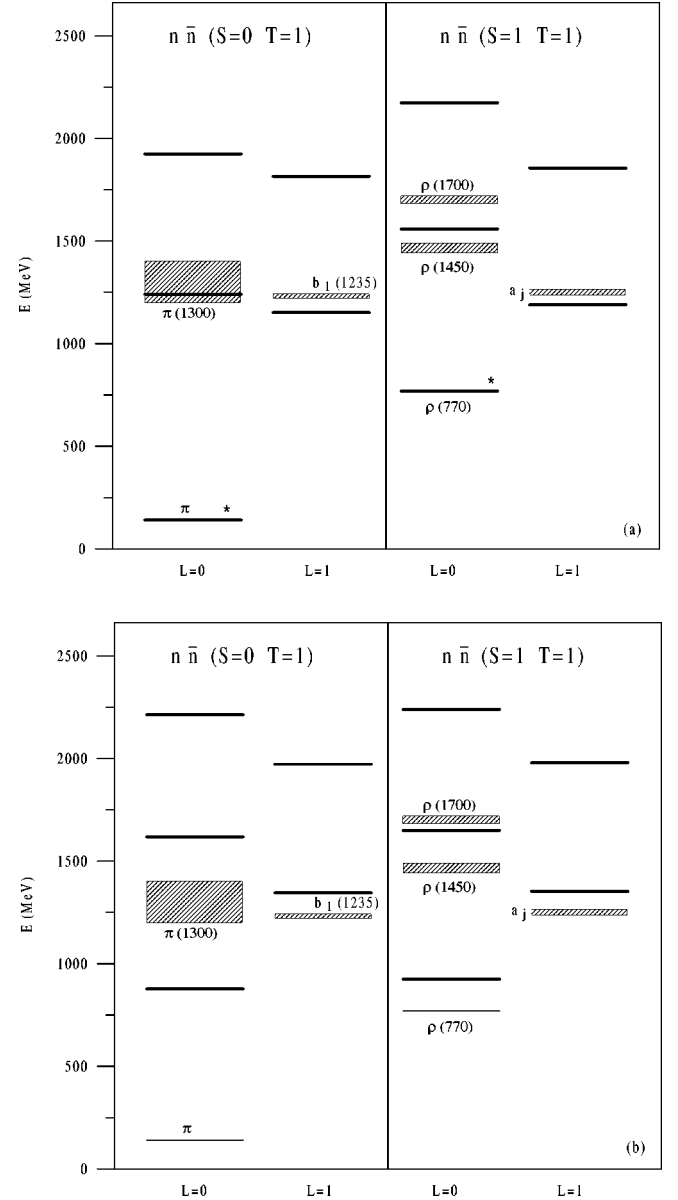 n n̄ (S=0 T=1)
n n̄ (S=1 T=1)
2500
2000
1500
1000
500
0
E (MeV)
π (1300)
b 1 (1235)
π *
ρ (1700)
ρ (1450)
a j
*
ρ (770)
(a)
L=0
L=1
L=0
L=1
n n̄ (S=0 T=1)
n n̄ (S=1 T=1)
2500
2000
1500
1000
500
0
E (MeV)
π (1300)
b 1 (1235)
π
ρ (1700)
ρ (1450)
a j
ρ (770)
(b)
L=0
L=1
L=0
L=1